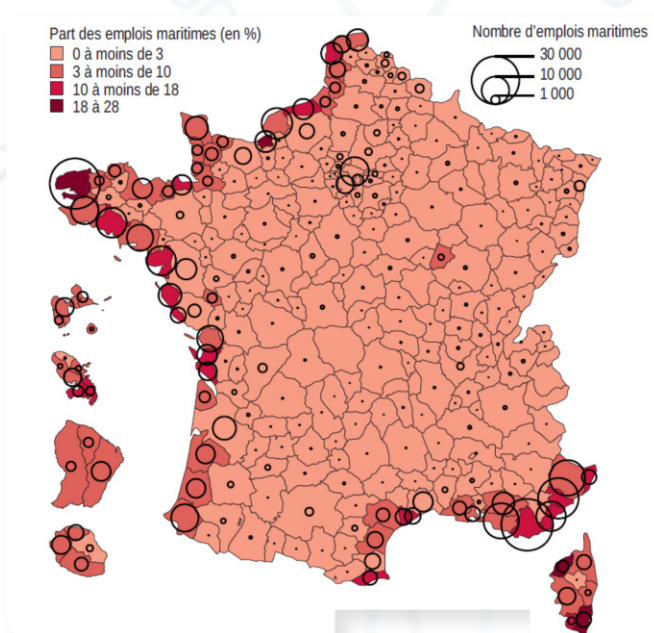 Part des emplois maritimes (en %)
0 à moins de 3
3 à moins de 10
10 à moins de 18
18 à 28
Nombre d'emplois maritimes
30 000
10 000
1 000